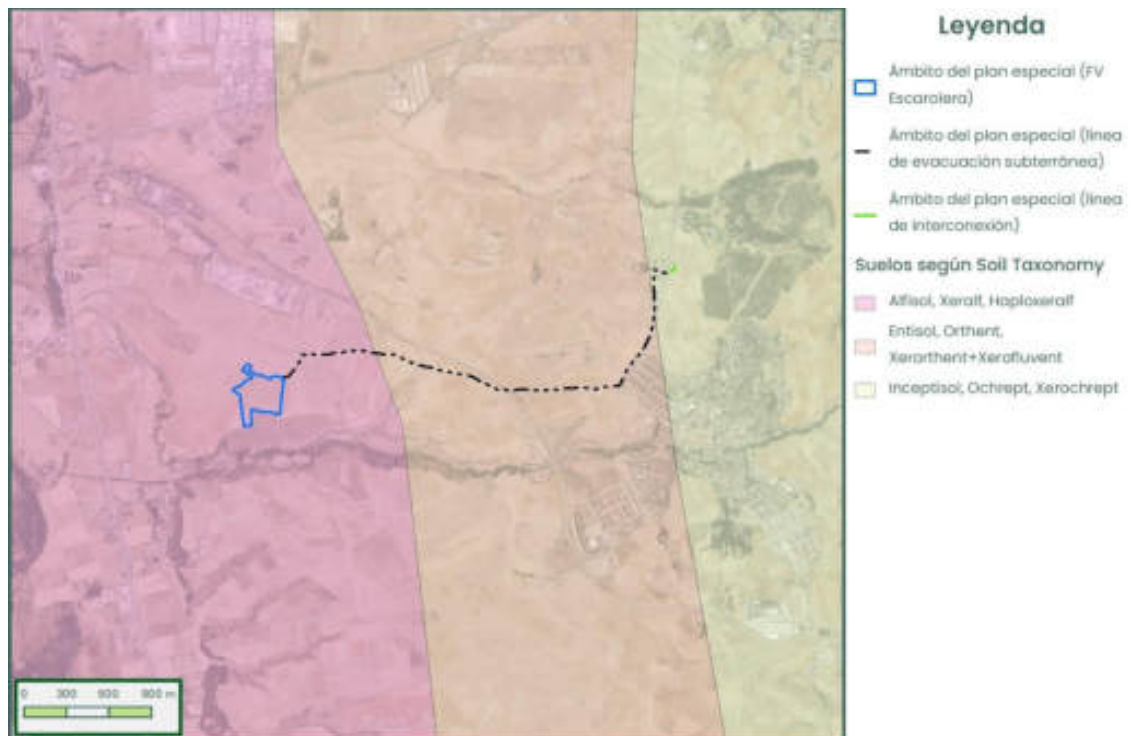 Leyenda
Ámbito del plan especial (FV
Escarolera)
Ámbito del plan especial (línea
de evacuación subterránea)
Ámbito del plan especial (línea
de interconexión)
Suelos según Soil Taxonomy
Alfisol, Xeralf, Haploxeralf
Entisol, Orthent,
Xerorthent+Xerofluvent
Inceptisol, Ochrept, Xerochrept
0 300 600 900 m